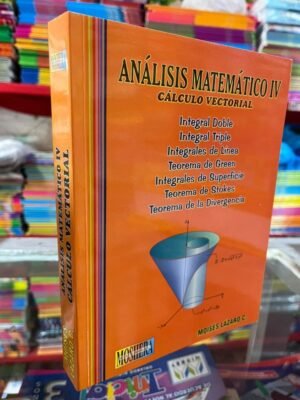 ANÁLISIS MATEMÁTICO IV
CÁLCULO VECTORIAL
Integral Doble
Integral Triple
Integrales de Línea
Teorema de Green
Integrales de Superficie
Teorema de Stokes
Teorema de la Divergencia
MOISES LAZARO C.
MOSHERA
ANÁLISIS MATEMÁTICO IV
CÁLCULO VECTORIAL
MOSHERA